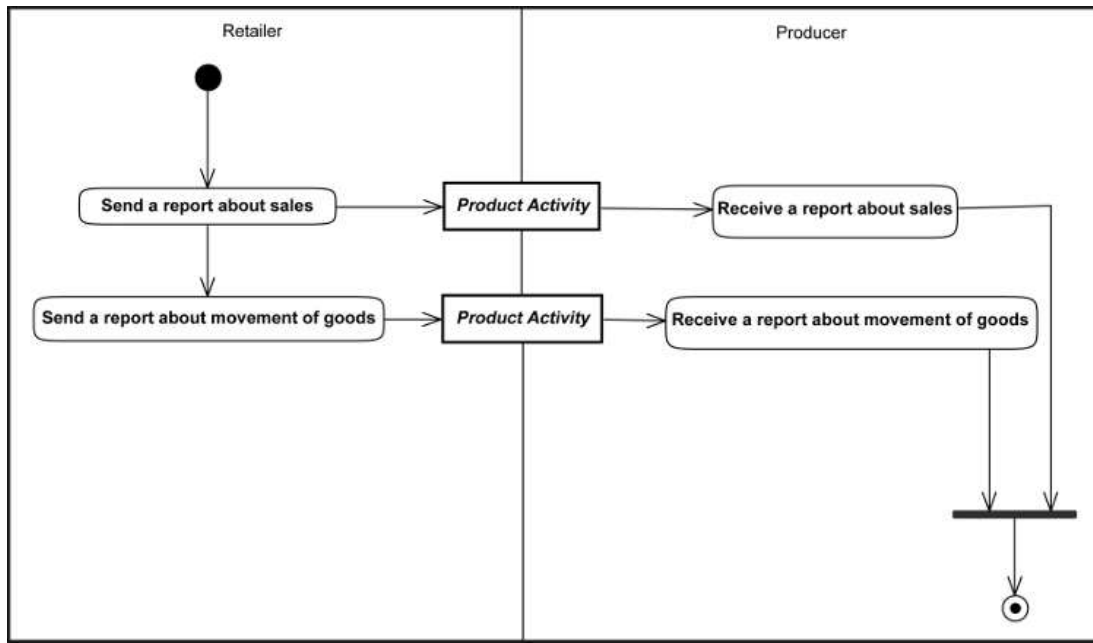 Retailer
Producer
Send a report about sales
Product Activity
Receive a report about sales
Send a report about movement of goods
Product Activity
Receive a report about movement of goods